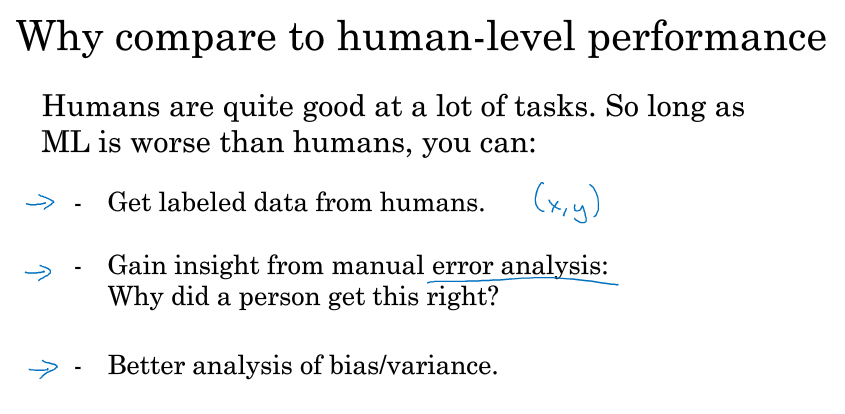 Why compare to human-level performance
Humans are quite good at a lot of tasks. So long as
ML is worse than humans, you can:
- Get labeled data from humans. (x,y)
- Gain insight from manual error analysis:
Why did a person get this right?
- Better analysis of bias/variance.